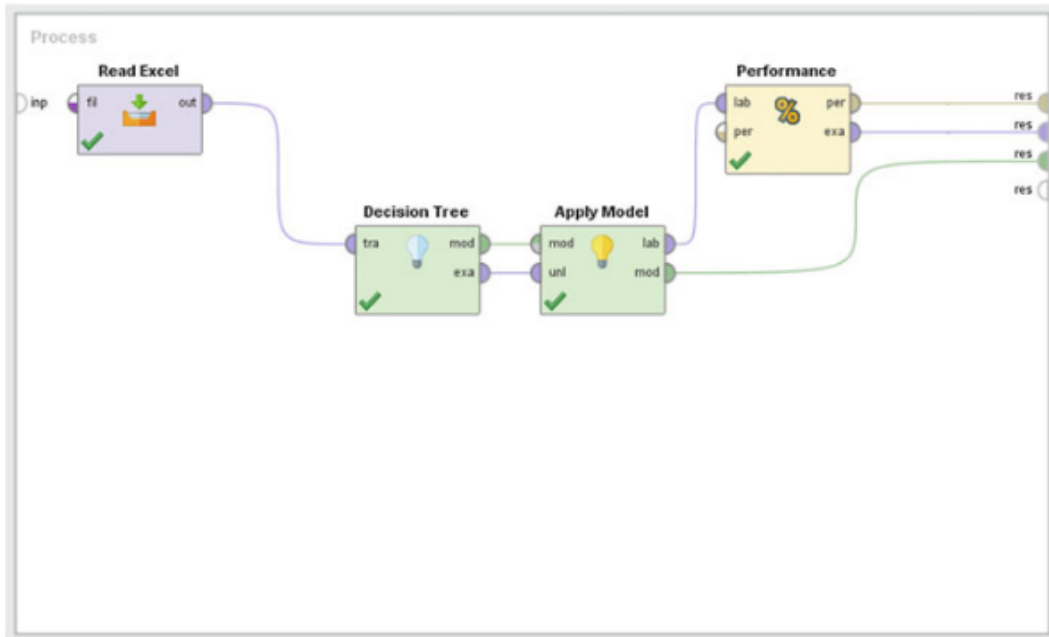 Process
Read Excel
inp
fil
out
Decision Tree
tra
mod
exa
Apply Model
mod
lab
unl
mod
Performance
%
lab
per
per
exa
res
res
res
res